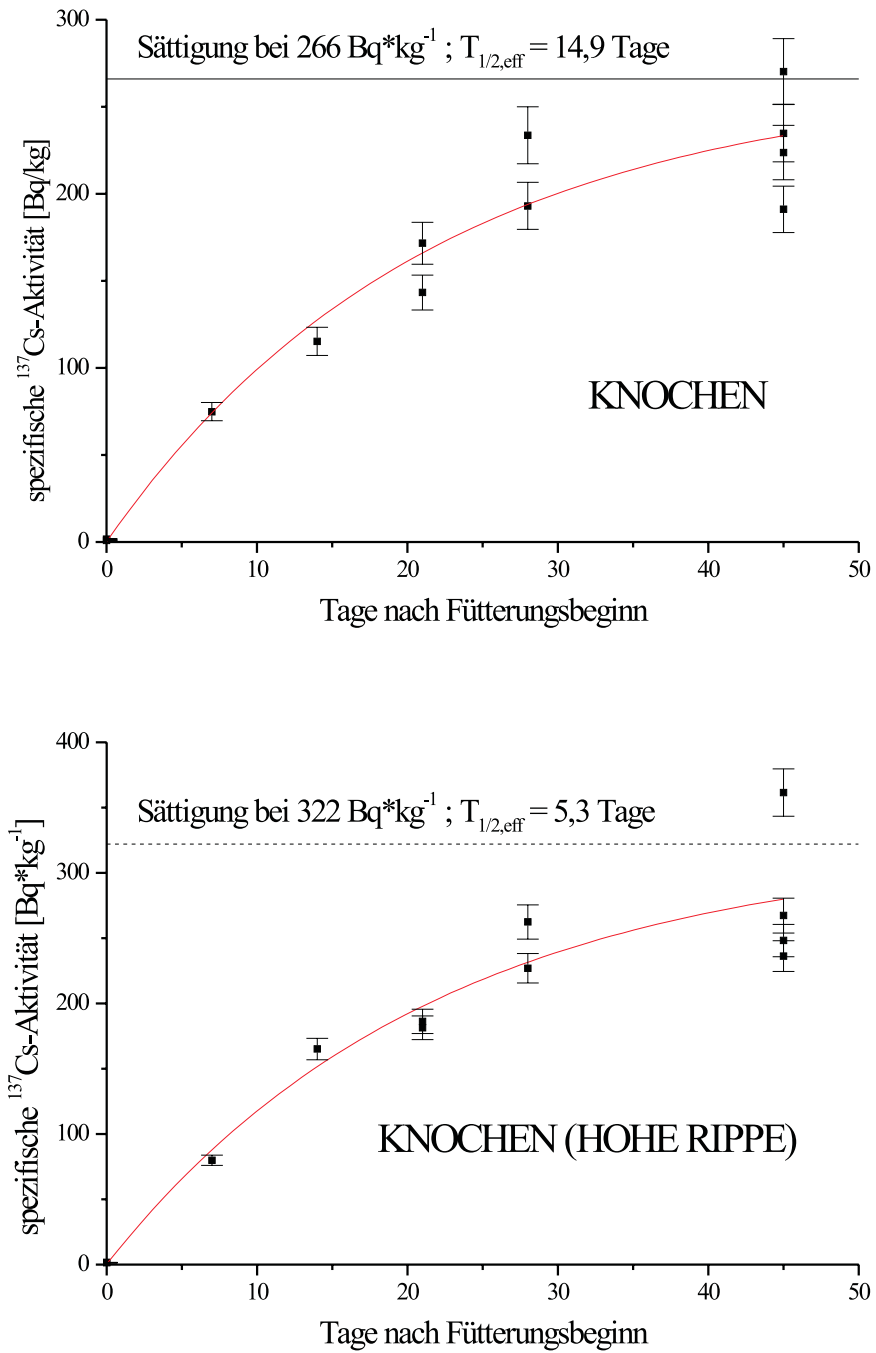 Sättigung bei 266 Bq*kg⁻¹ ; T1/2,eff = 14,9 Tage
spezifische ¹³⁷Cs-Aktivität [Bq/kg]
300
200
100
0
KNOCHEN
0 10 20 30 40 50
Tage nach Fütterungsbeginn
Sättigung bei 322 Bq*kg⁻¹ ; T1/2,eff = 5,3 Tage
spezifische ¹³⁷Cs-Aktivität [Bq*kg⁻¹]
400
300
200
100
0
KNOCHEN (HOHE RIPPE)
0 10 20 30 40 50
Tage nach Fütterungsbeginn